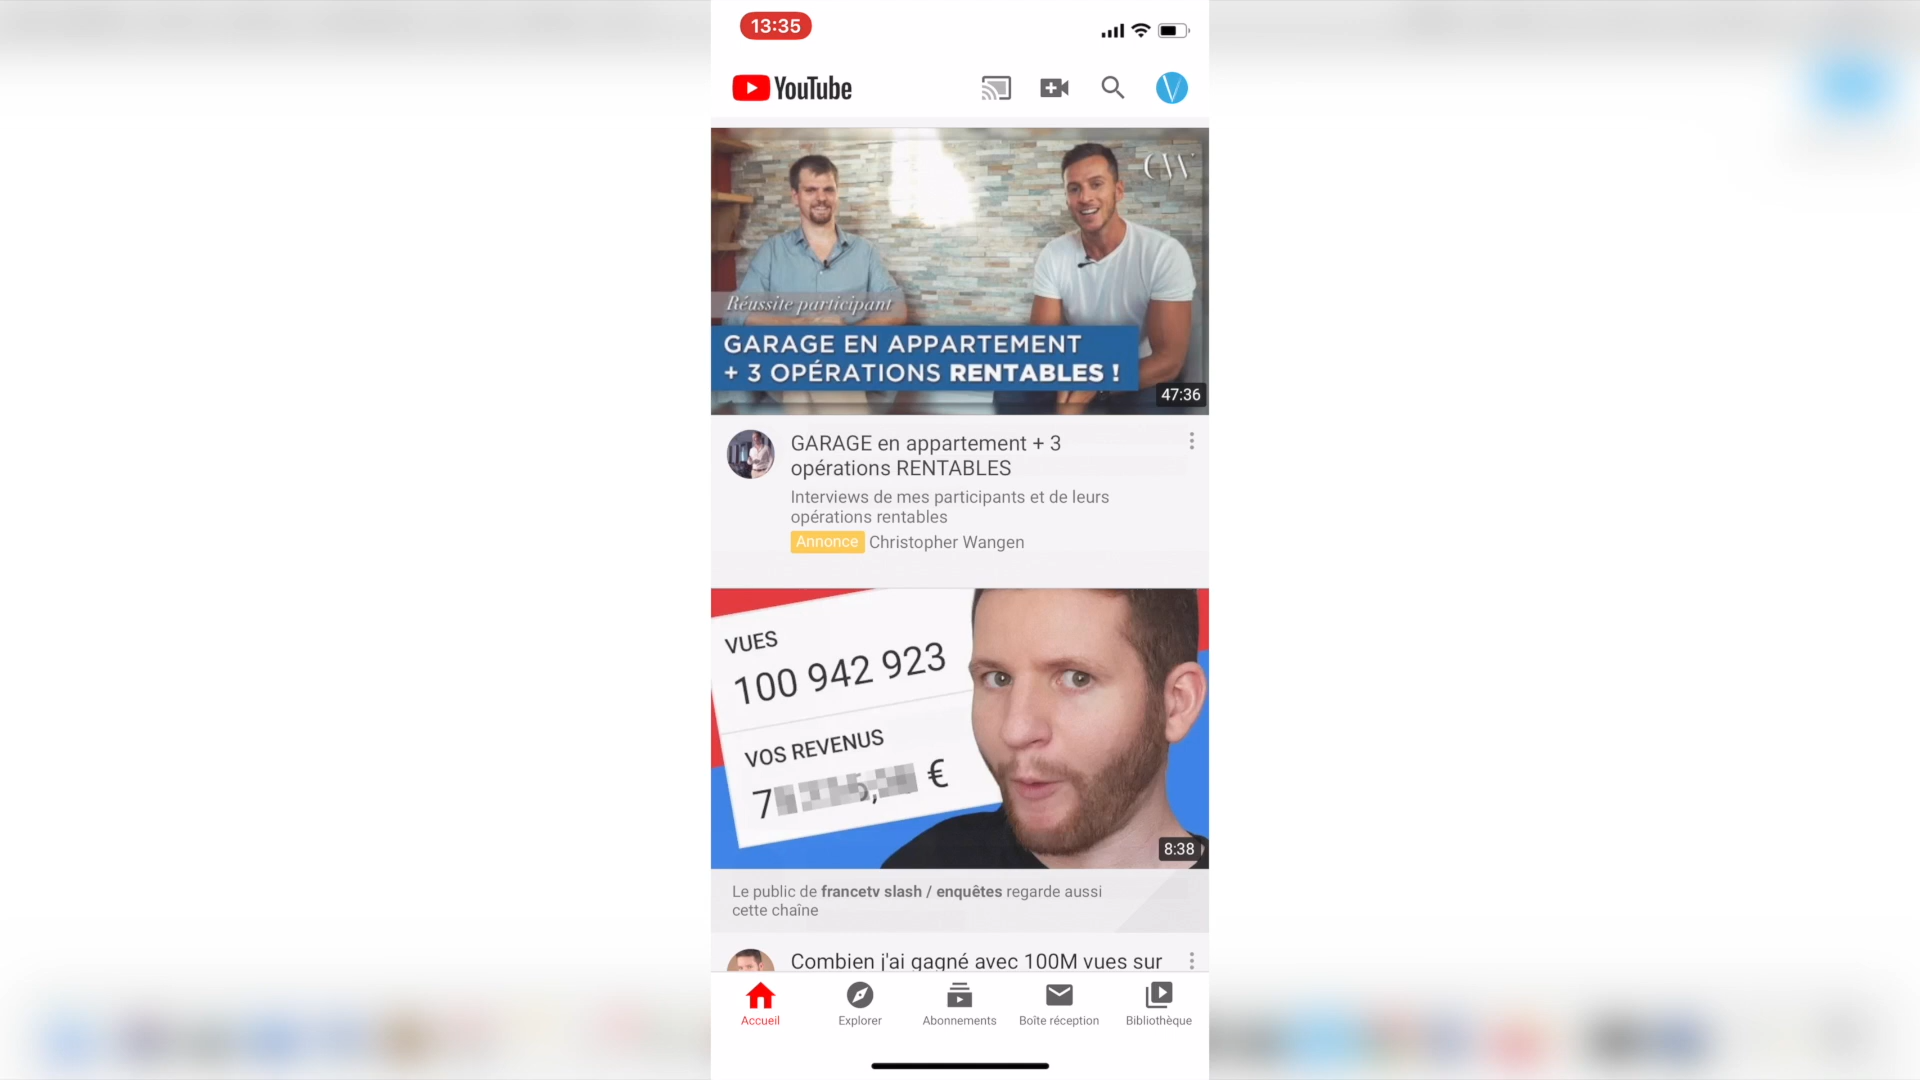 13:35
YouTube
CW
Réussite participant
GARAGE EN APPARTEMENT
+ 3 OPÉRATIONS RENTABLES !
47:36
GARAGE en appartement + 3
opérations RENTABLES
Interviews de mes participants et de leurs
opérations rentables
Annonce Christopher Wangen
VUES
100 942 923
VOS REVENUS
7 €
8:38
Le public de francetv slash / enquêtes regarde aussi
cette chaîne
Combien j'ai gagné avec 100M vues sur
Accueil
Explorer
Abonnements
Boîte réception
Bibliothèque